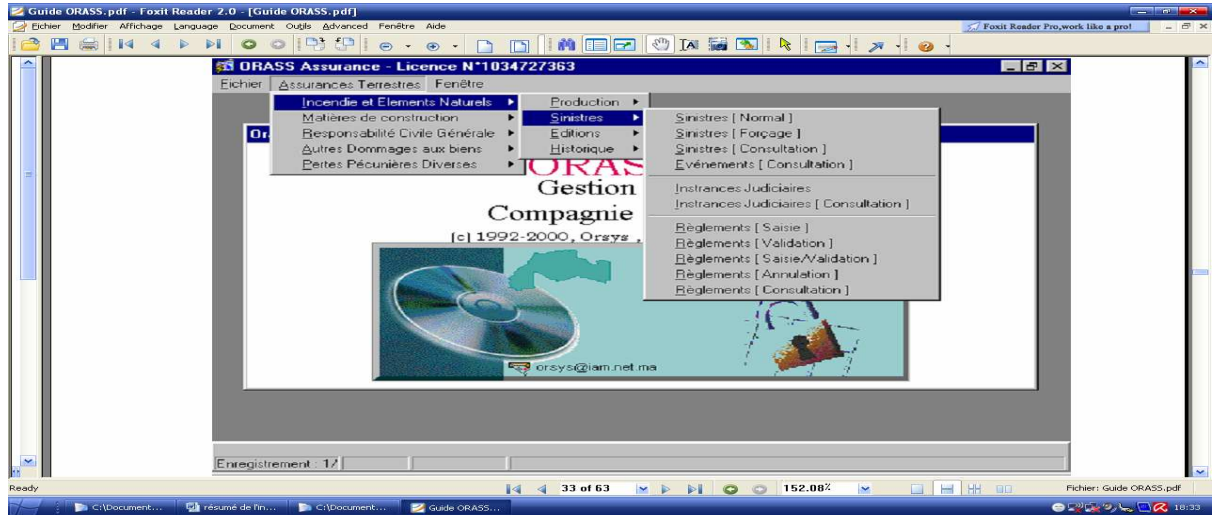 Guide ORASS.pdf - Foxit Reader 2.0 - [Guide ORASS.pdf]
Fichier Modifier Affichage Language Document Outils Advanced Fenêtre Aide
Foxit Reader Pro,work like a pro!
ORASS Assurance - Licence N°1034727363
Fichier Assurances Terrestres Fenêtre
Incendie et Elements Naturels
Matières de construction
Responsabilité Civile Générale
Autres Dommages aux biens
Pertes Pécunières Diverses
Production
Sinistres
Editions
Historique
Sinistres [ Normal ]
Sinistres [ Forçage ]
Sinistres [ Consultation ]
Evénements [ Consultation ]
Instrances Judiciaires
Instrances Judiciaires [ Consultation ]
Règlements [ Saisie ]
Règlements [ Validation ]
Règlements [ Saisie/Validation ]
Règlements [ Annulation ]
Règlements [ Consultation ]
Or
ORAS
Gestion
Compagnie
(c) 1992-2000, Orsys ,
orsys@iam.net.ma
Enregistrement : 1/
Ready
33 of 63
152.08%
Fichier: Guide ORASS.pdf
C:\Document...
résumé de fin...
C:\Document...
Guide ORASS...
18:33